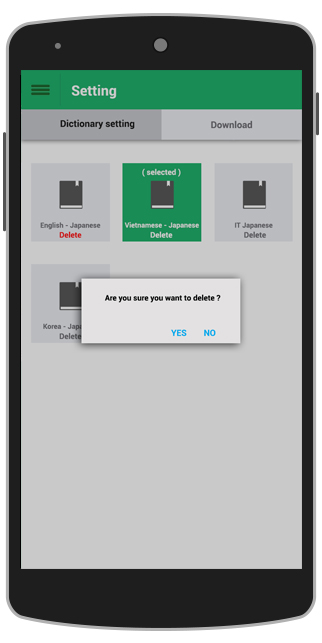 Setting
Dictionary setting
Download
( selected )
English - Japanese
Delete
Vietnamese - Japanese
Delete
IT Japanese
Delete
Are you sure you want to delete ?
YES NO
Korea - Japa
Delete